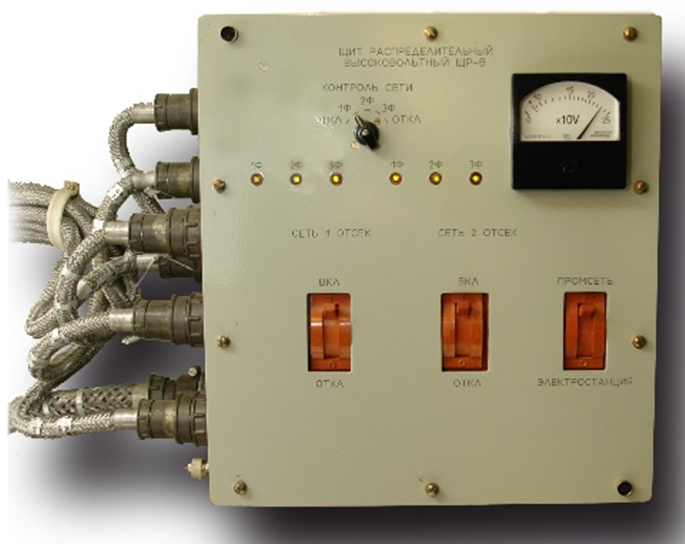 ЩИТ РАСПРЕДЕЛИТЕЛЬНЫЙ
ВЫСОКОВОЛЬТНЫЙ ЩР-В
КОНТРОЛЬ СЕТИ
1Ф 2Ф 3Ф
ОТКЛ
x10V
1Ф 2Ф 3Ф 1Ф 2Ф 3Ф
СЕТЬ 1 ОТСЕК СЕТЬ 2 ОТСЕК
ВКЛ ВКЛ ПРОМСЕТЬ
ОТКЛ ОТКЛ ЭЛЕКТРОСТАНЦИЯ